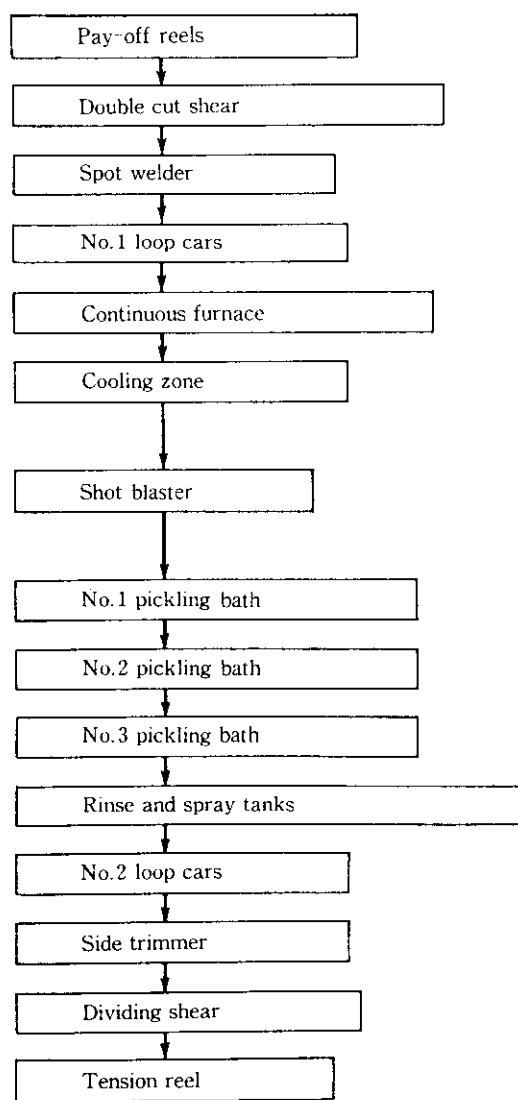 Pay-off reels
Double cut shear
Spot welder
No.1 loop cars
Continuous furnace
Cooling zone
Shot blaster
No.1 pickling bath
No.2 pickling bath
No.3 pickling bath
Rinse and spray tanks
No.2 loop cars
Side trimmer
Dividing shear
Tension reel